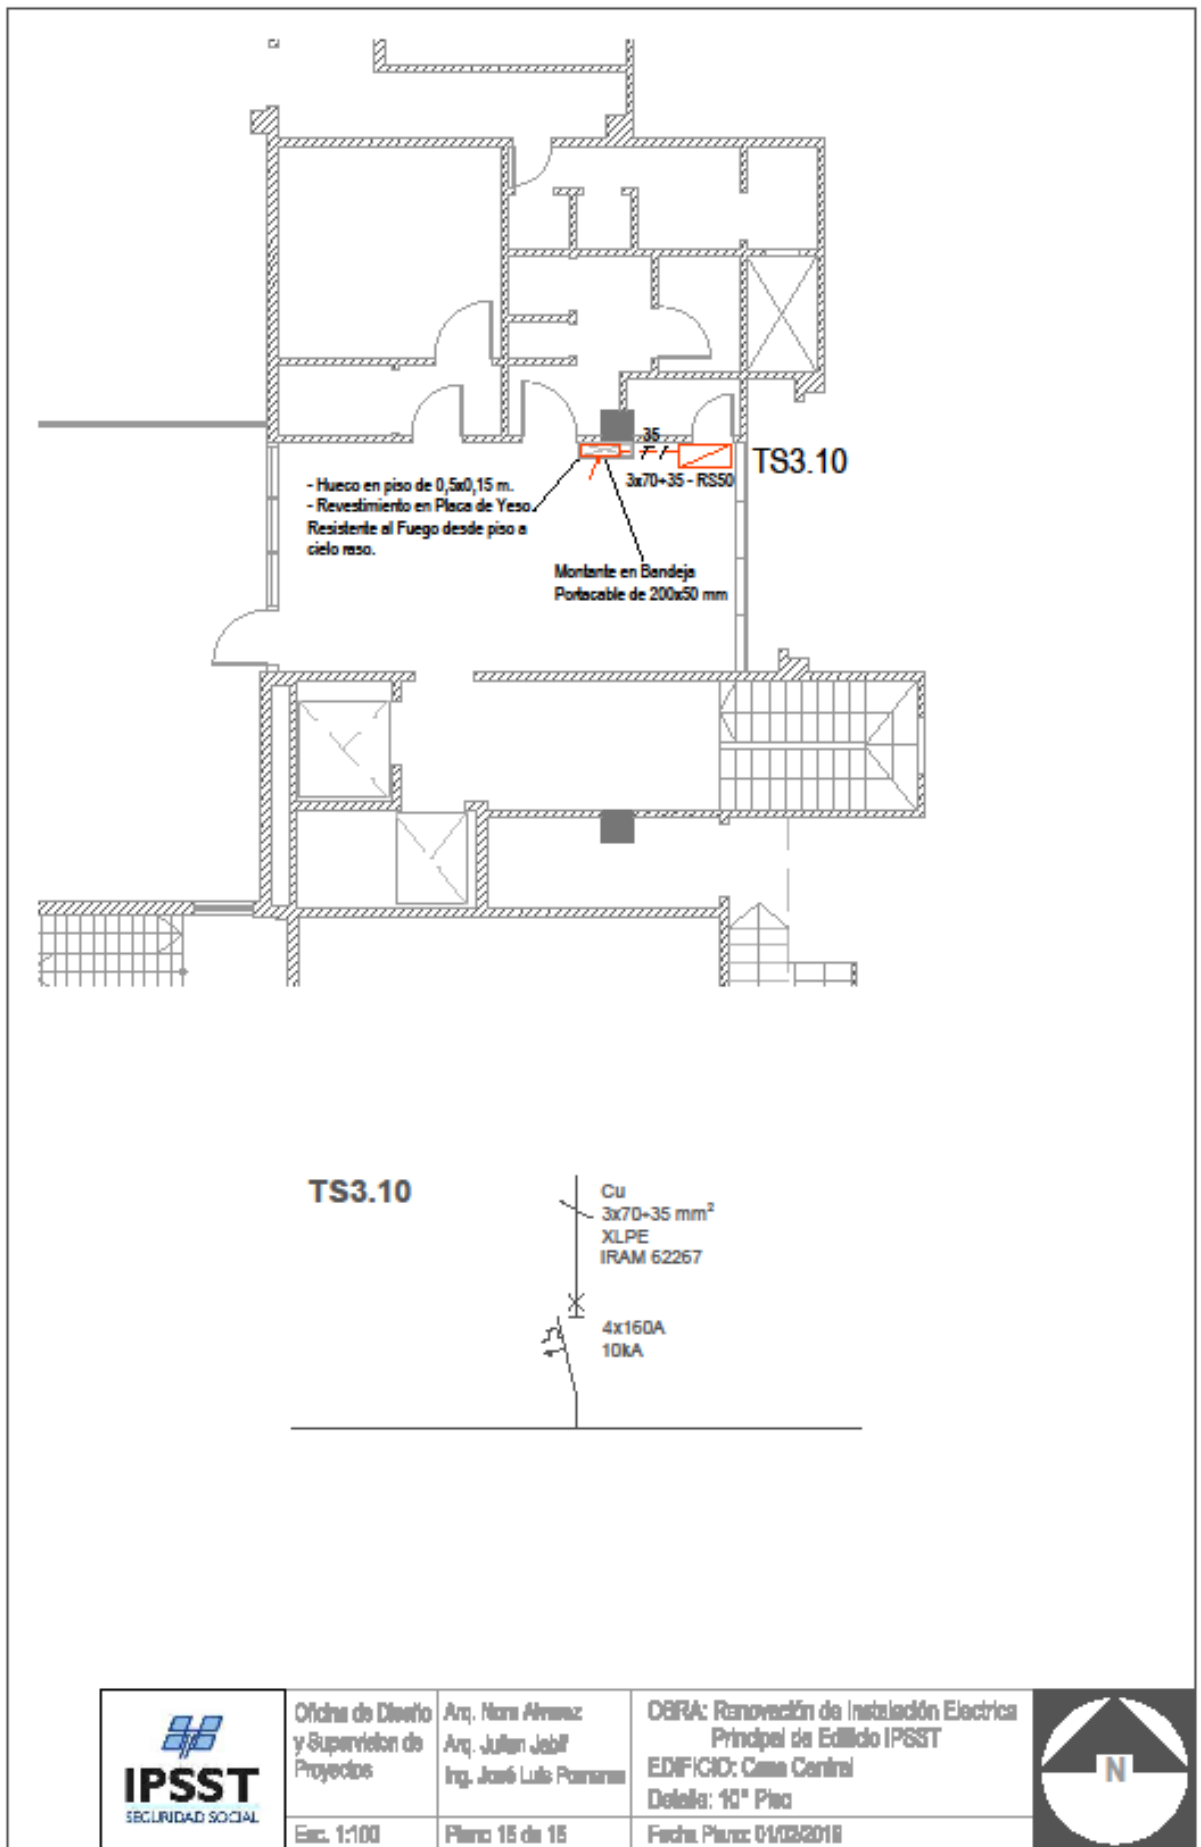 35
TS3.10
3x70+35 - RS50
- Hueco en piso de 0,5x0,15 m.
- Revestimiento en Placa de Yeso
Resistente al Fuego desde piso a
cielo raso.
Montante en Bandeja
Portacable de 200x50 mm
TS3.10
Cu
3x70+35 mm²
XLPE
IRAM 62267
4x160A
10kA
IPSST
SEGURIDAD SOCIAL
Oficina de Diseño
y Supervision de
Proyectos
Arq. Nora Alvarez
Arq. Julian Jabif
Ing. José Luis
OBRA: Renovación de Instalación Electrica
Principal de Edificio IPSST
EDIFICIO: Casa Central
Detalle: 10° Piso
Esc. 1:100
Plano 15 de 15
Fecha Plano:
N